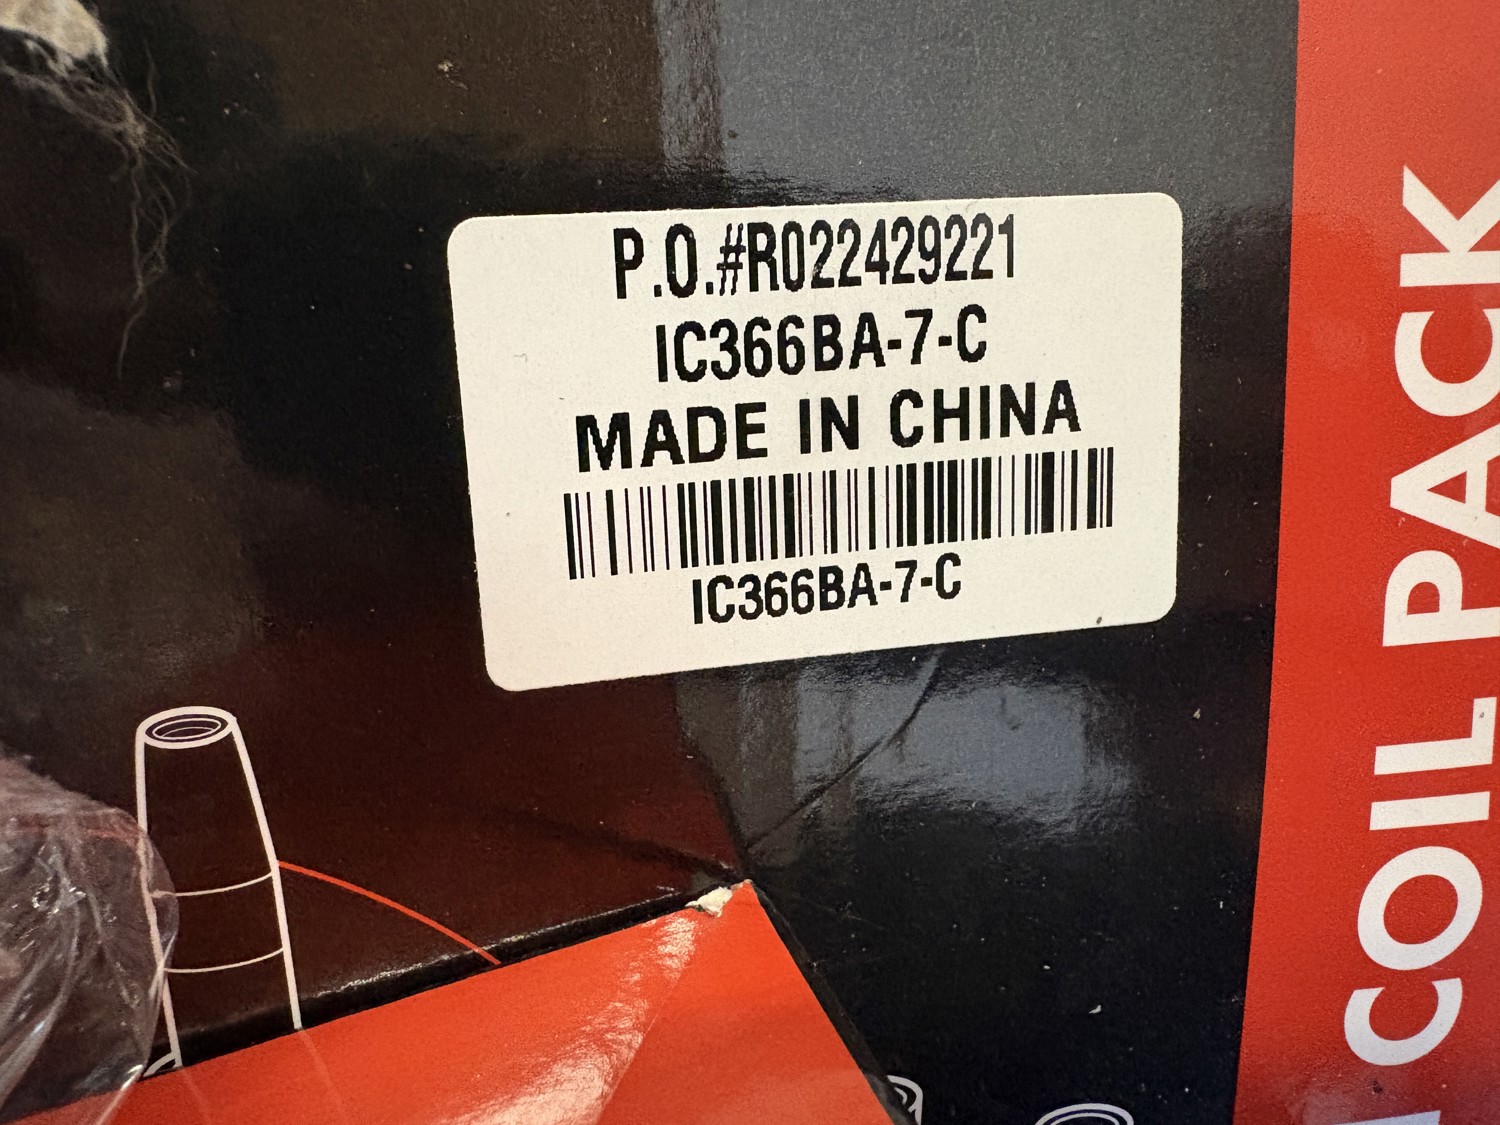 P.O.#R022429221
IC366BA-7-C
MADE IN CHINA
IC366BA-7-C
COIL PACK